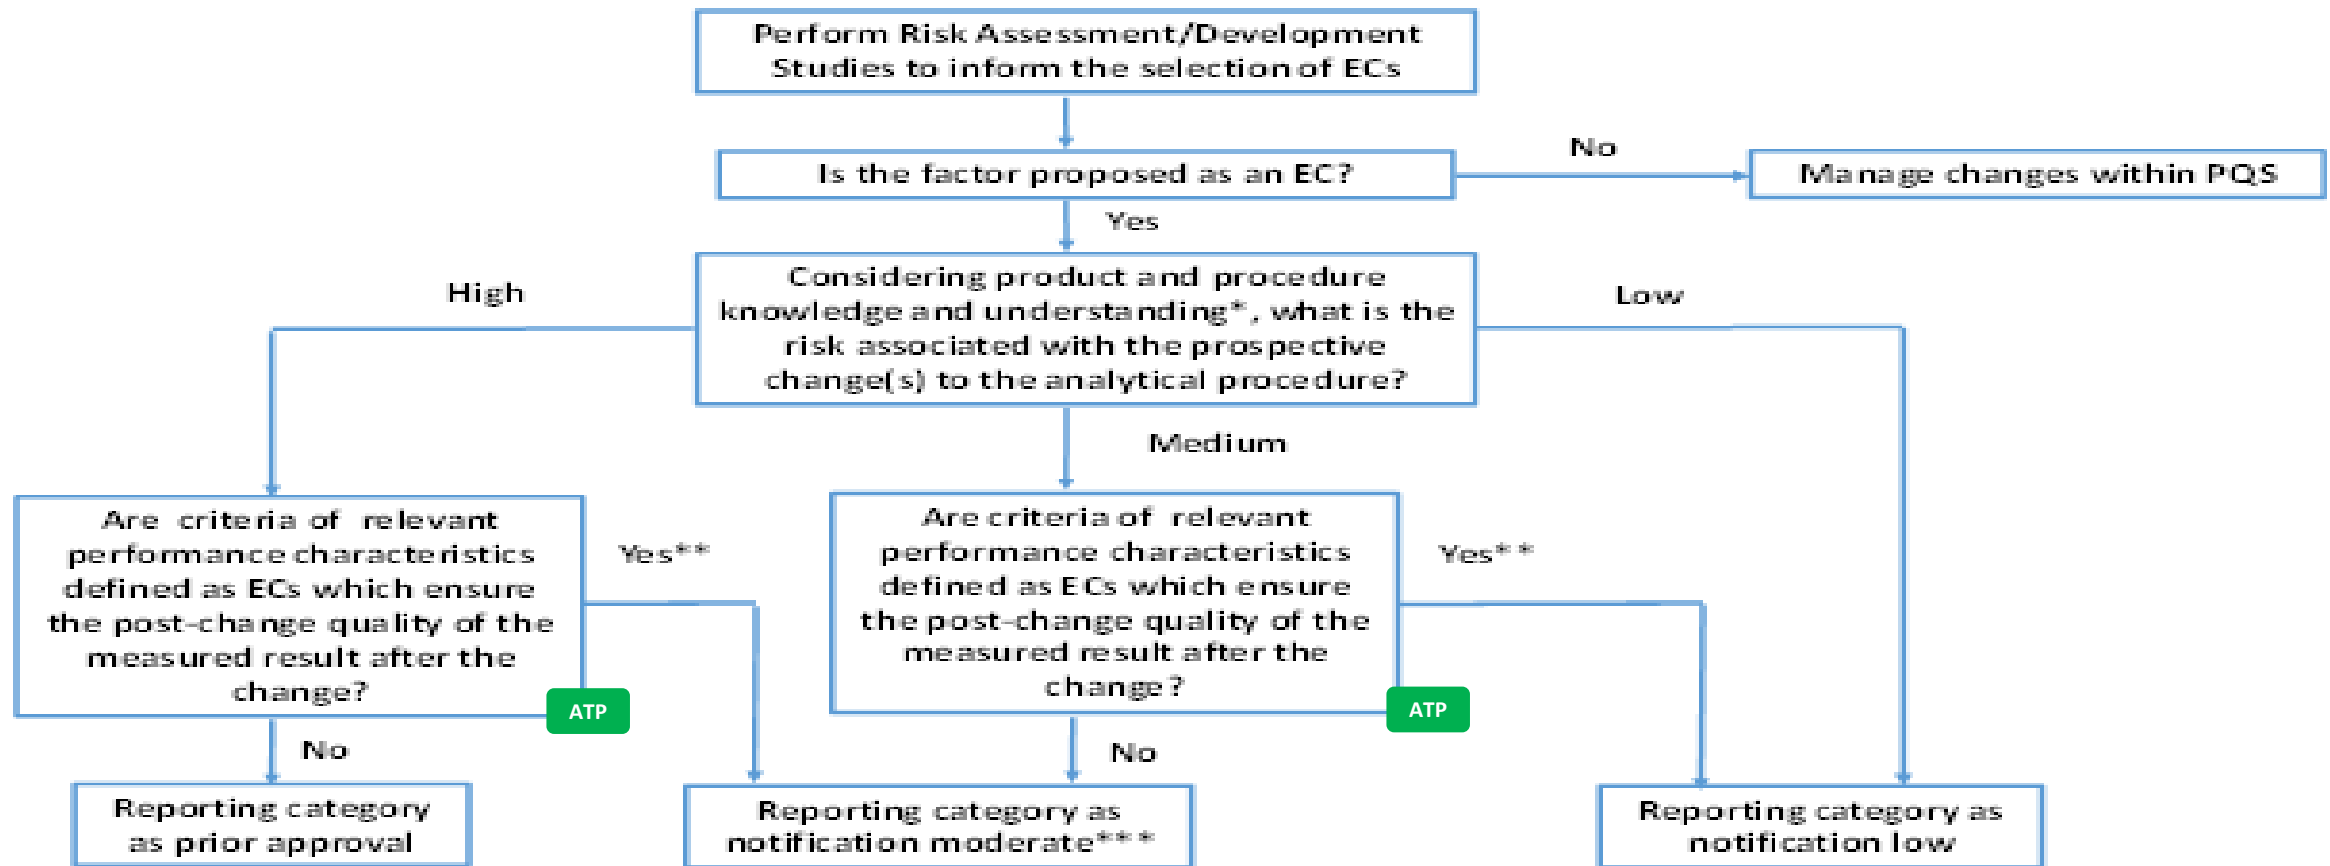 Perform Risk Assessment/Development
Studies to inform the selection of ECs
Is the factor proposed as an EC?
No
Manage changes within PQS
Yes
Considering product and procedure
knowledge and understanding*, what is the
risk associated with the prospective
change(s) to the analytical procedure?
High
Low
Medium
Are criteria of relevant
performance characteristics
defined as ECs which ensure
the post-change quality of the
measured result after the
change?
ATP
Yes**
Are criteria of relevant
performance characteristics
defined as ECs which ensure
the post-change quality of the
measured result after the
change?
ATP
Yes**
No
No
Reporting category
as prior approval
Reporting category as
notification moderate***
Reporting category as
notification low